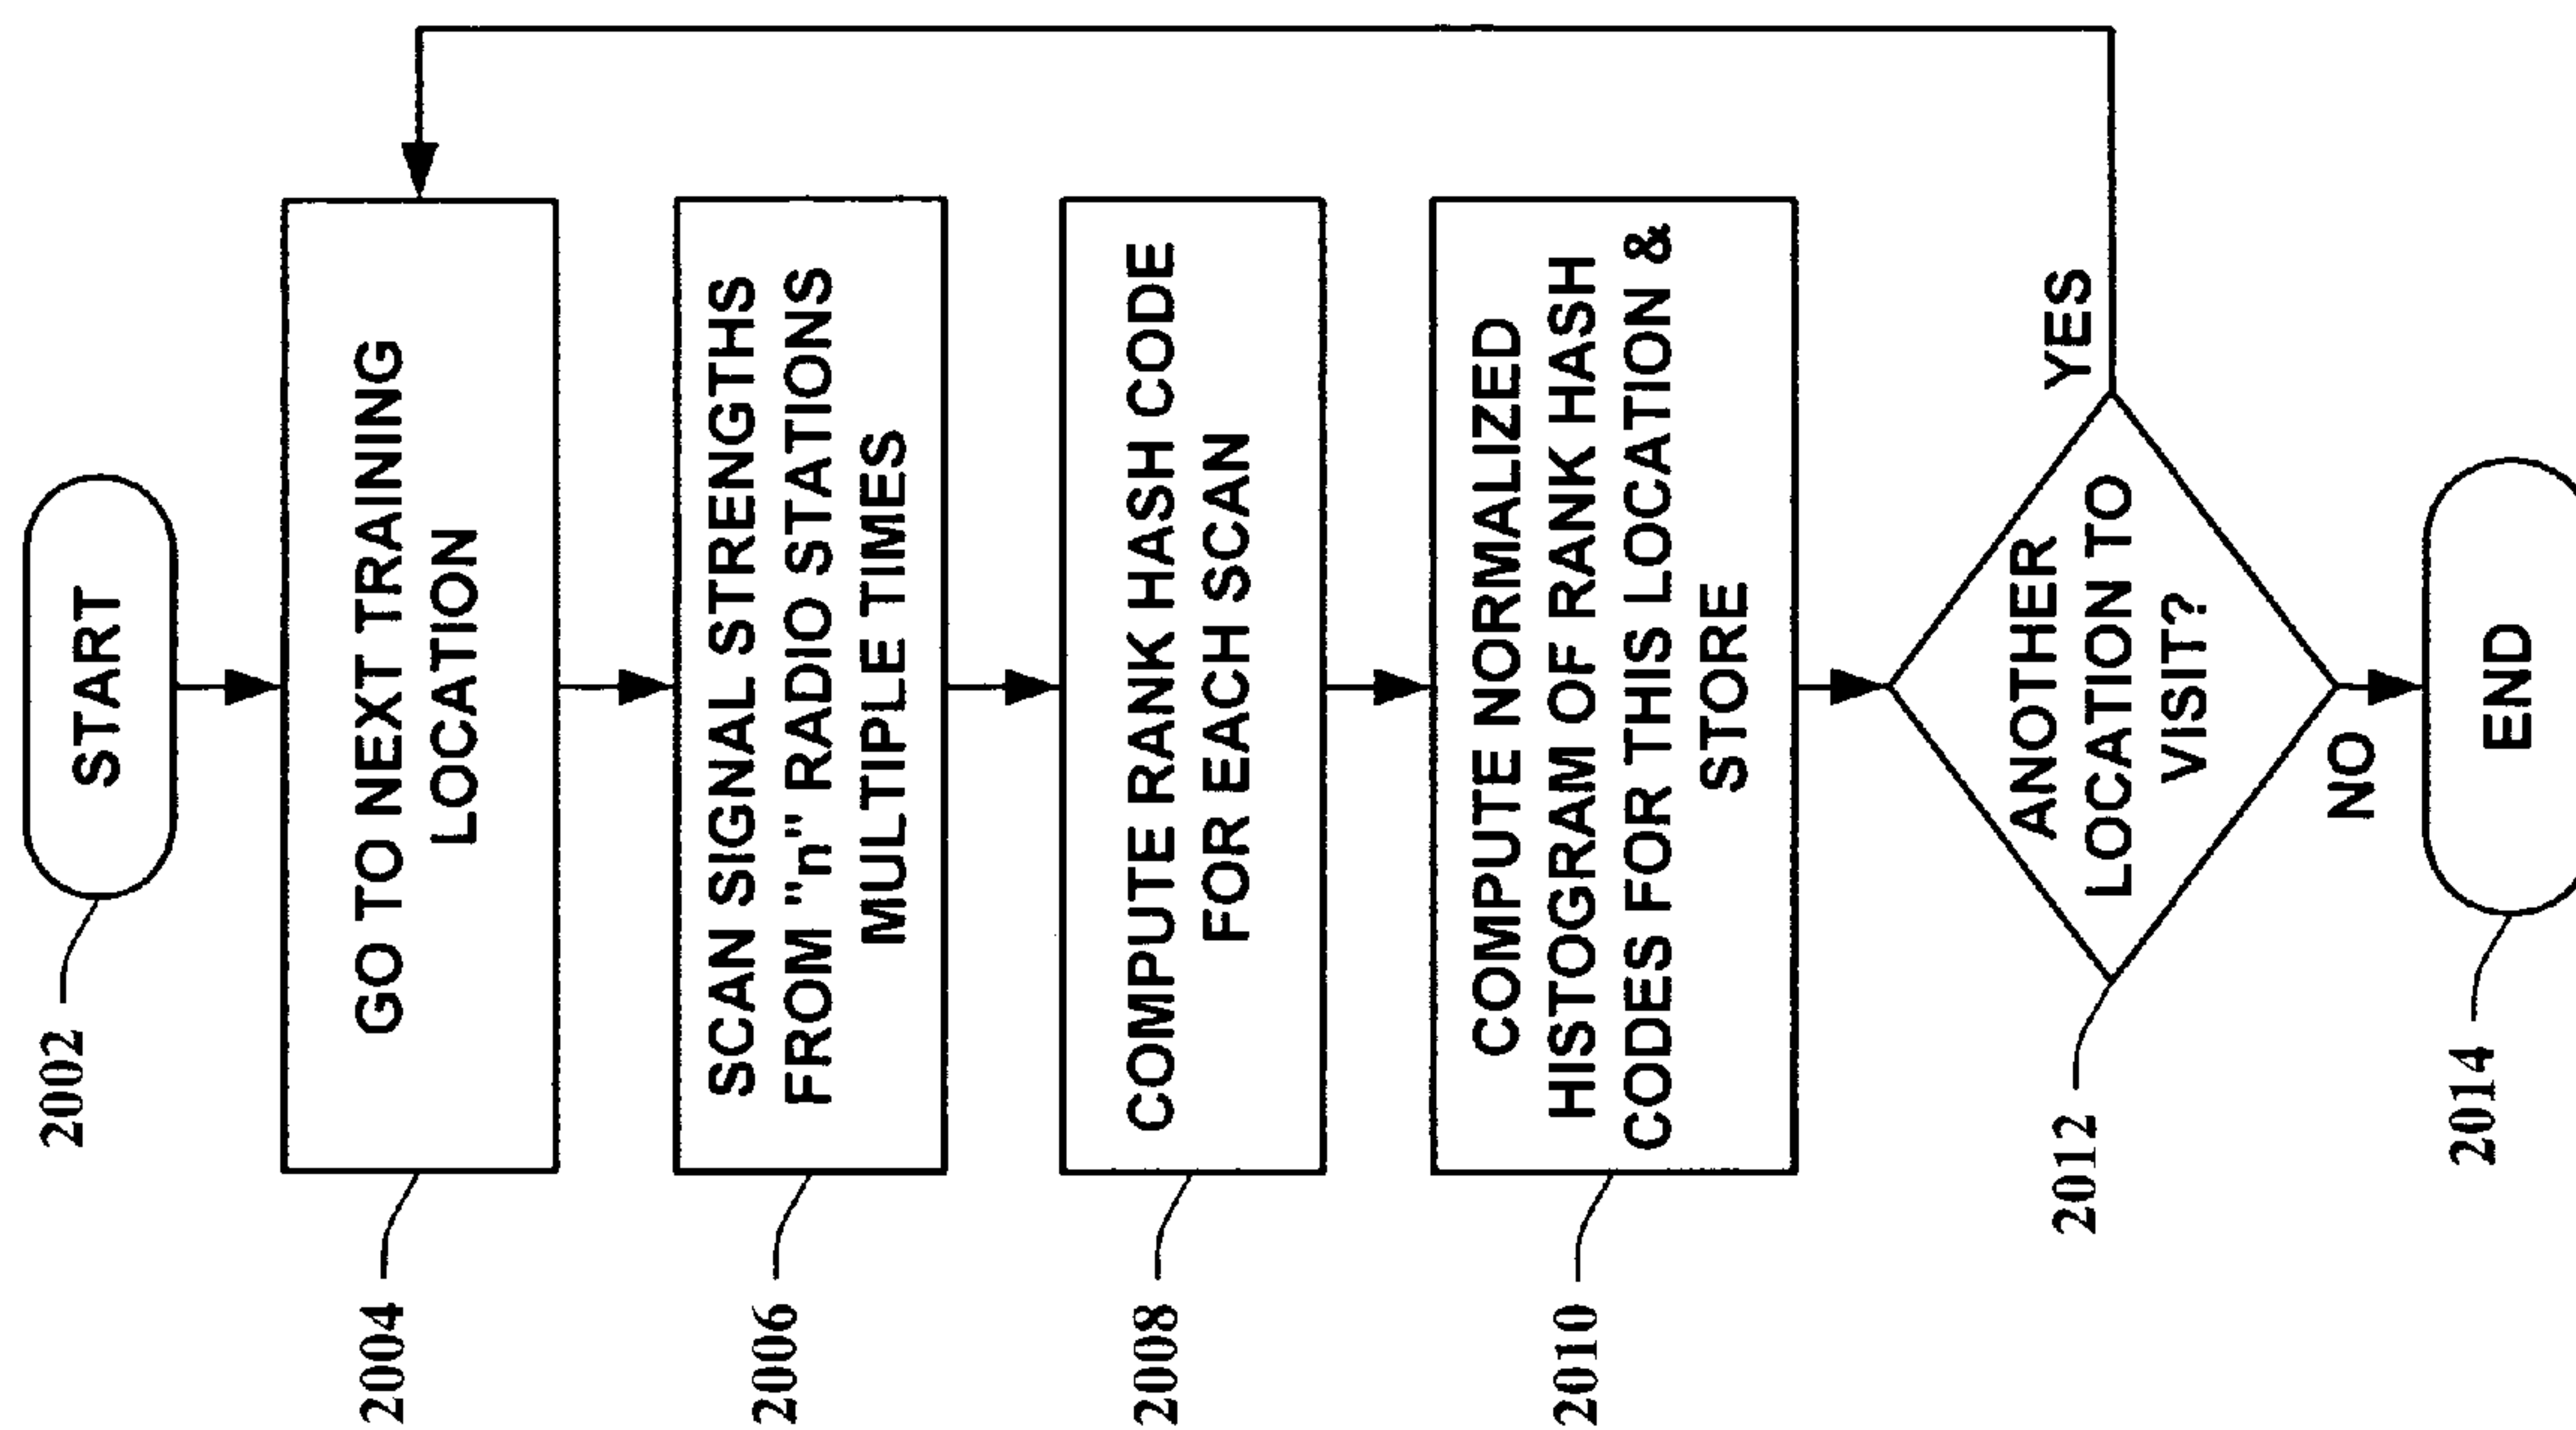 START
2002
GO TO NEXT TRAINING
LOCATION
2004
SCAN SIGNAL STRENGTHS
FROM "n" RADIO STATIONS
MULTIPLE TIMES
2006
COMPUTE RANK HASH CODE
FOR EACH SCAN
2008
COMPUTE NORMALIZED
HISTOGRAM OF RANK HASH
CODES FOR THIS LOCATION &
STORE
2010
ANOTHER
LOCATION TO
VISIT?
2012
YES
NO
END
2014